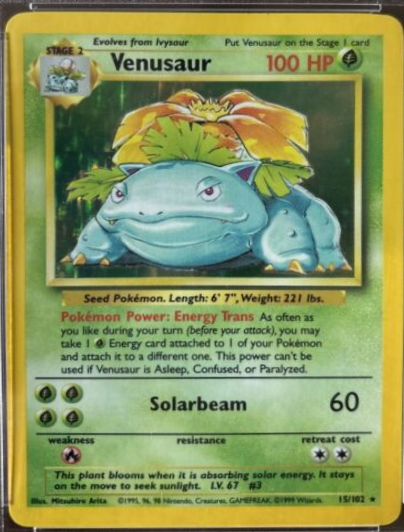 Evolves from Ivysaur Put Venusaur on the Stage 1 card
STAGE 2
Venusaur 100 HP
Seed Pokémon. Length: 6' 7", Weight: 221 lbs.
Pokémon Power: Energy Trans As often as
you like during your turn (before your attack), you may
take 1 Energy card attached to 1 of your Pokémon
and attach it to a different one. This power can't be
used if Venusaur is Asleep, Confused, or Paralyzed.
Solarbeam 60
weakness resistance retreat cost
This plant blooms when it is absorbing solar energy. It stays
on the move to seek sunlight. LV. 67 #3
Illus. Mitsuhiro Arita ©1995, 96, 98 Nintendo, Creatures, GAMEFREAK. ©1999 Wizards. 15/102 ★